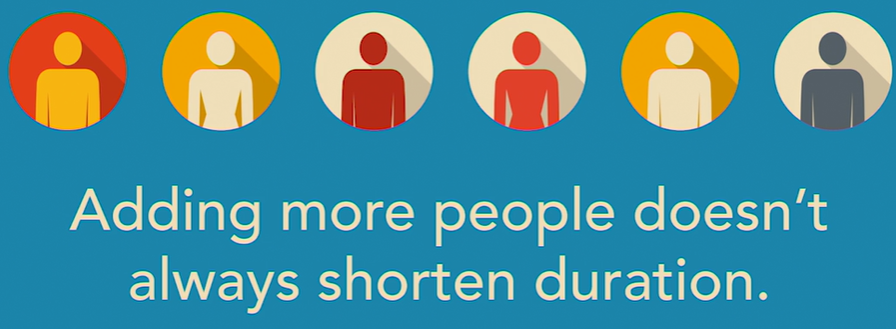 Adding more people doesn’t
always shorten duration.